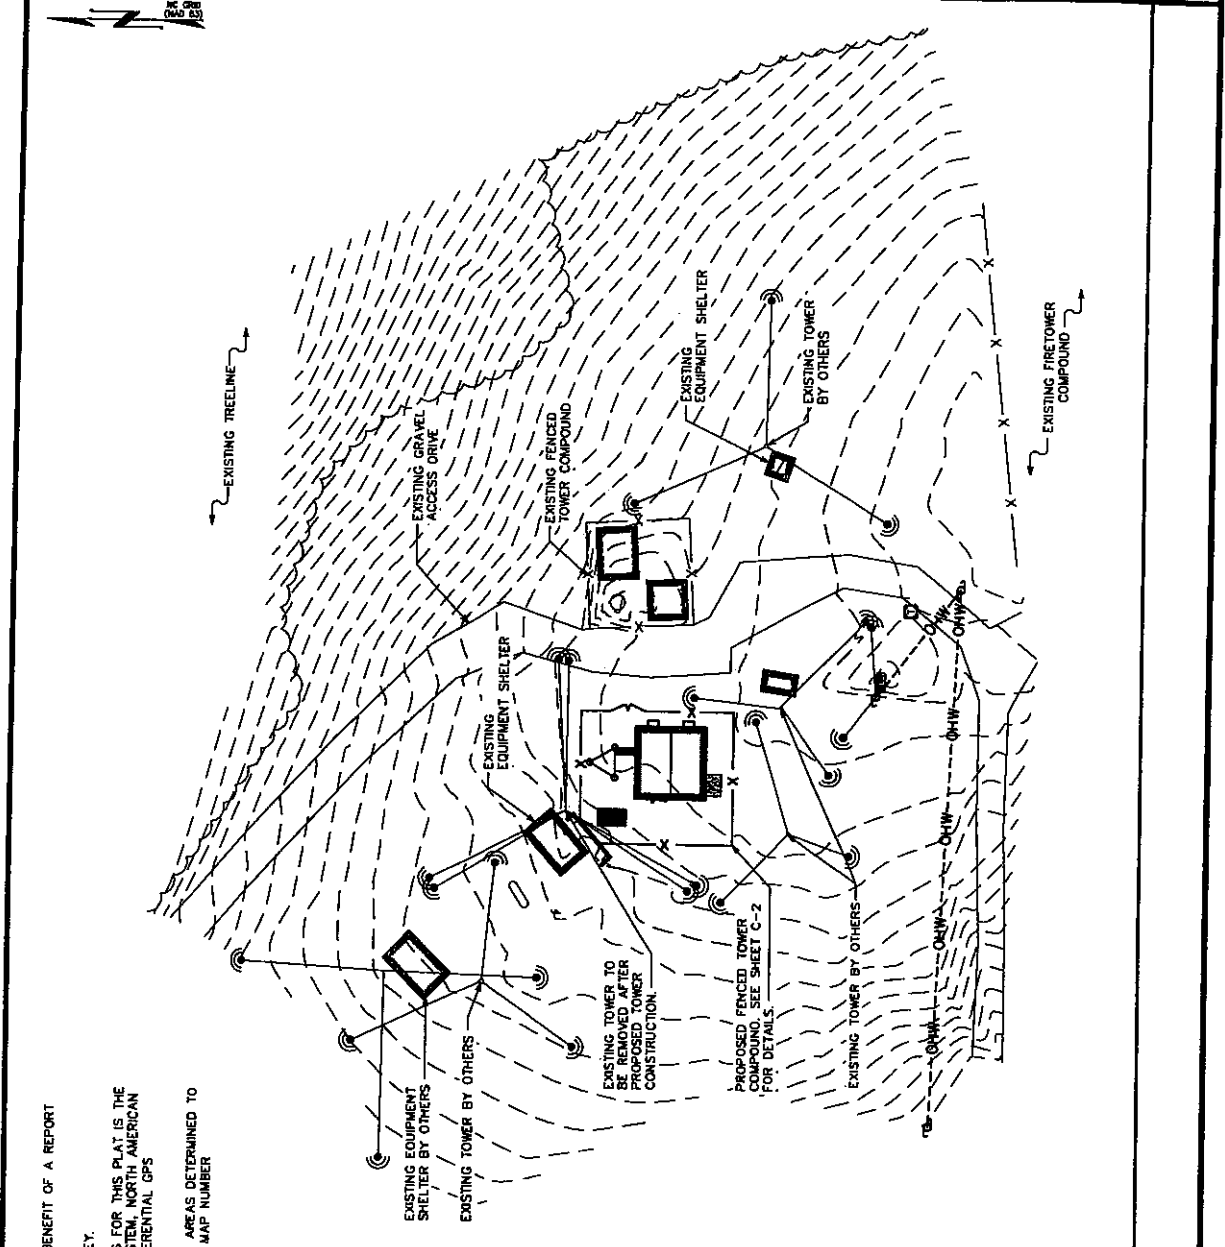 NC GRID
(NAD 83)
EXISTING TREELINE
EXISTING GRAVEL
ACCESS DRIVE
EXISTING FENCED
TOWER COMPOUND
EXISTING
EQUIPMENT SHELTER
EXISTING TOWER
BY OTHERS
EXISTING FIRETOWER
COMPOUND
EXISTING
EQUIPMENT SHELTER
EXISTING TOWER TO
BE REMOVED AFTER
PROPOSED TOWER
CONSTRUCTION.
PROPOSED FENCED TOWER
COMPOUND. SEE SHEET C-2
FOR DETAILS.
EXISTING TOWER BY OTHERS
EXISTING EQUIPMENT
SHELTER BY OTHERS
EXISTING TOWER BY OTHERS
X
X
X
X
X
X
X
X
X
X
X
X
T
OHW
OHW
OHW
OHW
OHW
OHW
BENEFIT OF A REPORT
EY.
S FOR THIS PLAT IS THE
STEM, NORTH AMERICAN
ERENTIAL GPS
AREAS DETERMINED TO
MAP NUMBER